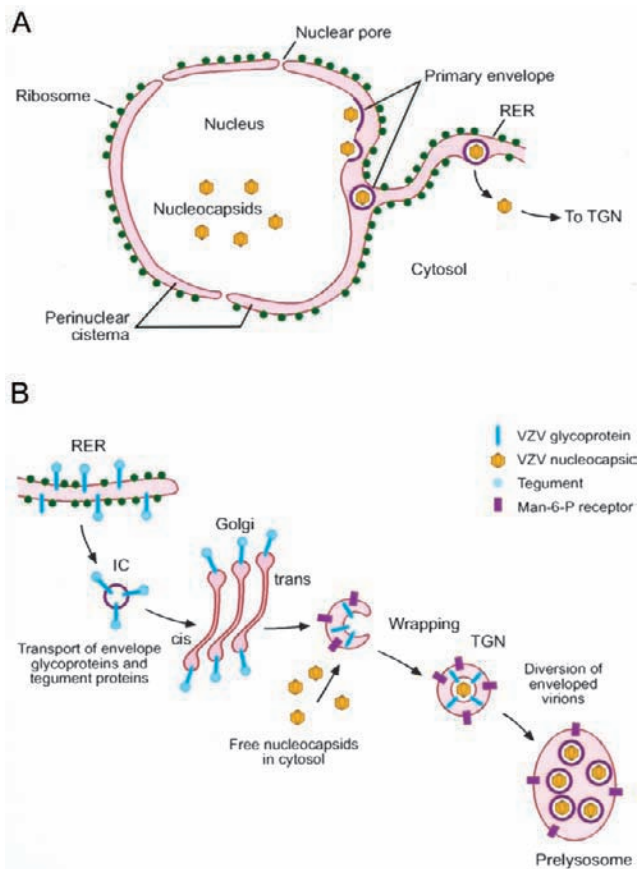 A
Nuclear pore
Ribosome
Primary envelope
RER
Nucleus
Nucleocapsids
To TGN
Cytosol
Perinuclear
cisterna
B
RER
VZV glycoprotein
VZV nucleocapsic
Tegument
Man-6-P receptor
Golgi
IC
trans
cis
Wrapping
TGN
Transport of envelope
glycoproteins and
tegument proteins
Diversion of
enveloped
virions
Free nucleocapsids
in cytosol
Prelysosome